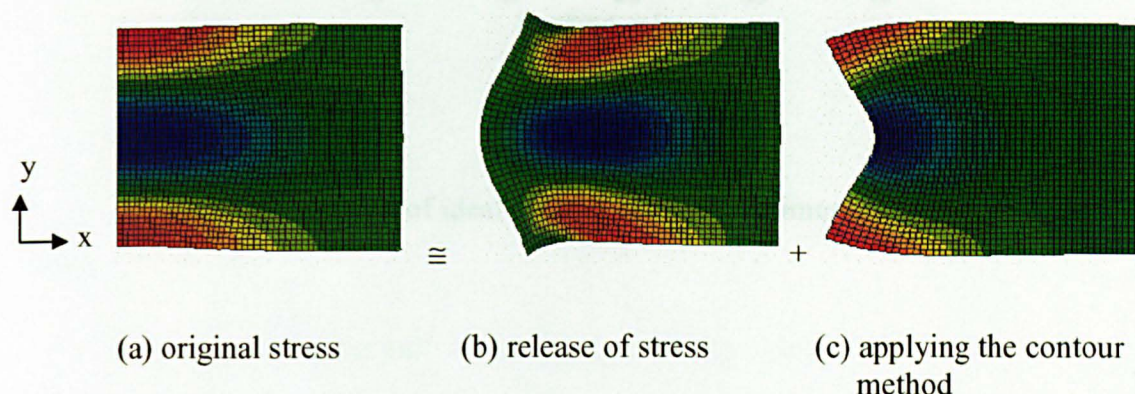 y
x
≅
+
(a) original stress
(b) release of stress
(c) applying the contour
method